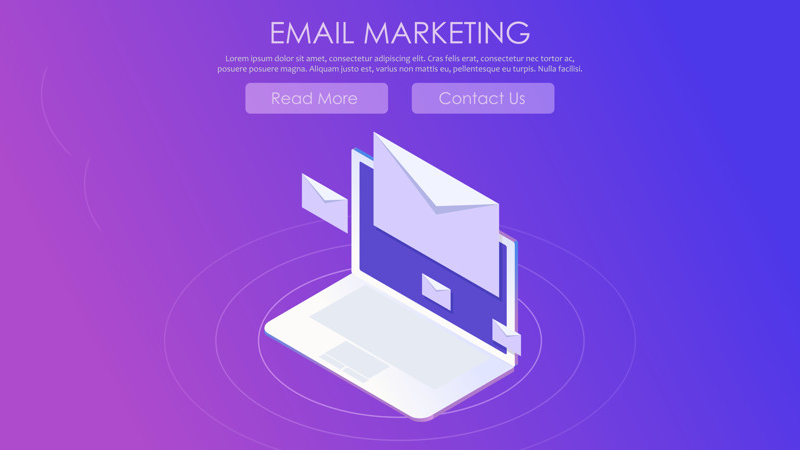 EMAIL MARKETING
Lorem ipsum dolor sit amet, consectetur adipiscing elit. Cras felis erat, consectetur nec tortor ac,
posuere posuere magna. Aliquam justo est, varius non mattis eu, pellentesque eu turpis. Nulla facilisi.
Read More
Contact Us